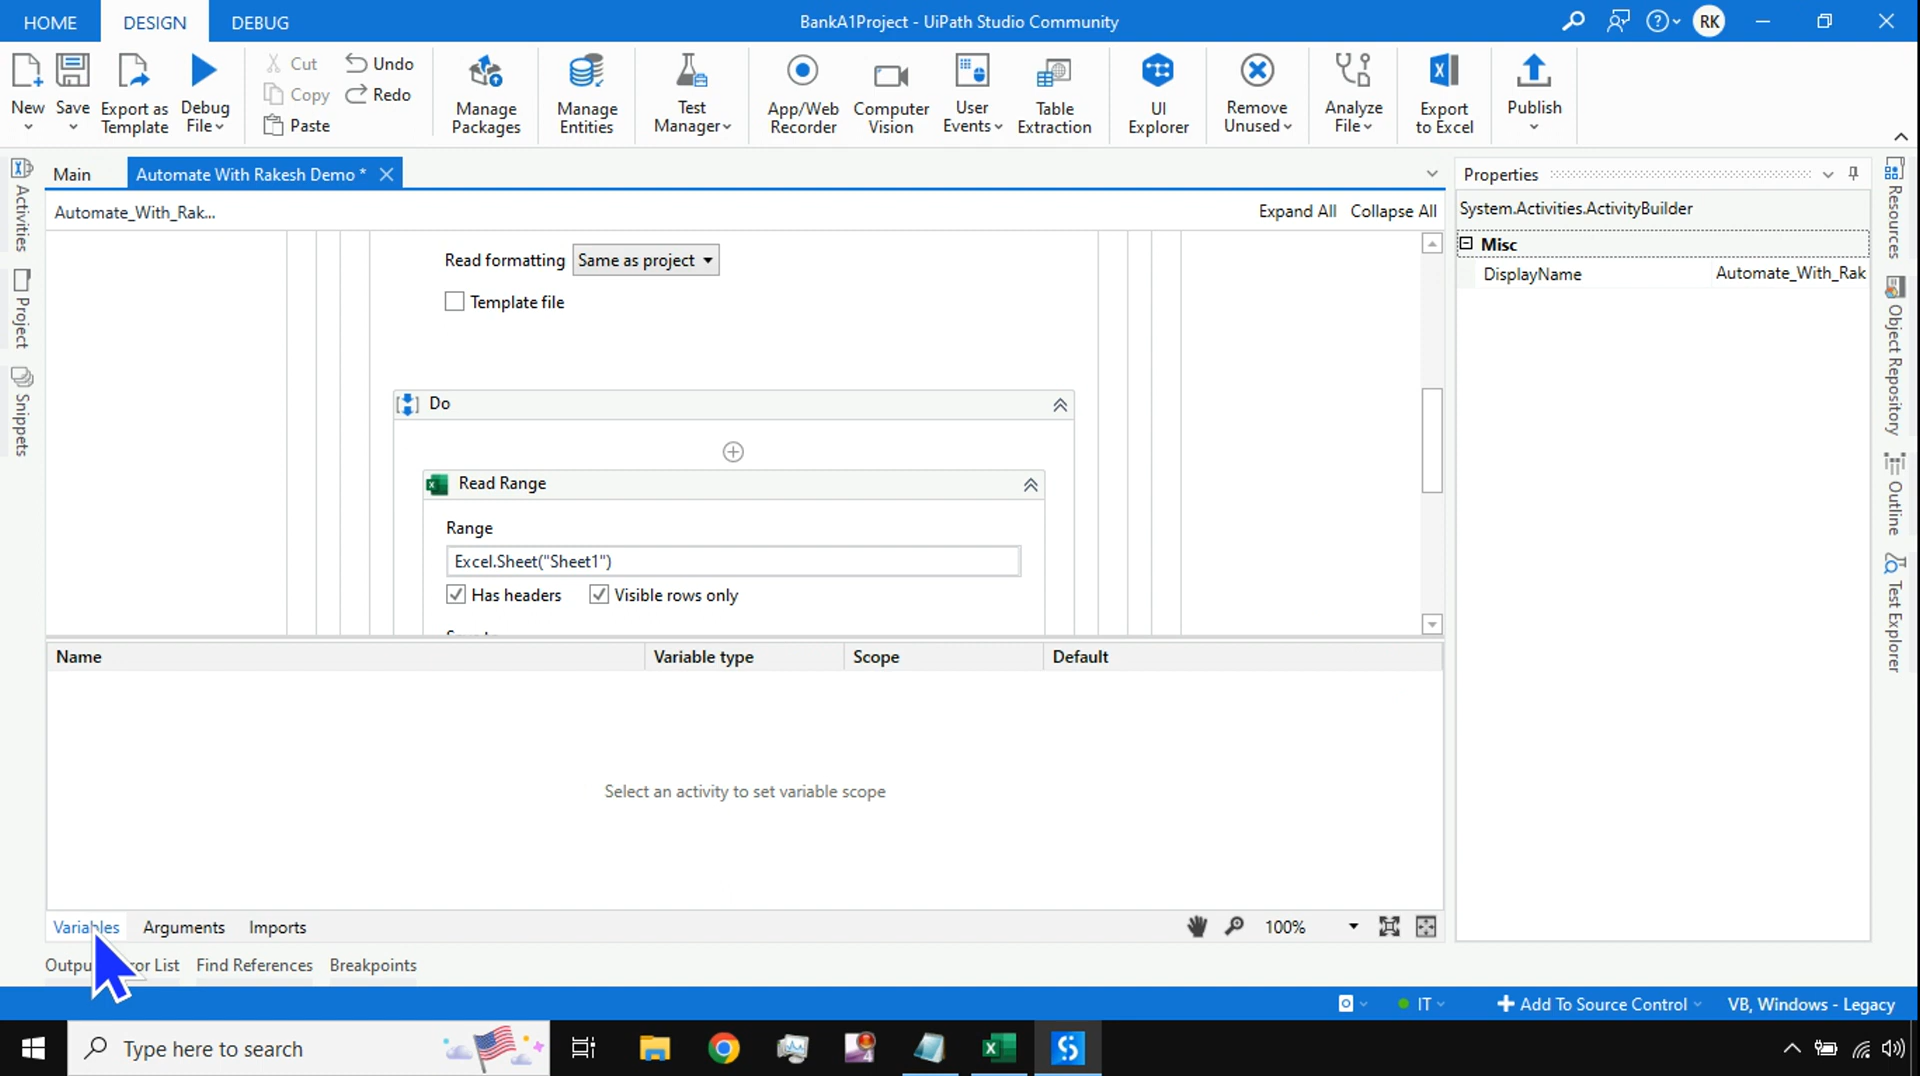 HOME DESIGN DEBUG BankA1Project - UiPath Studio Community RK
New Save Export as Template Debug File Cut Copy Paste Undo Redo Manage Packages Manage Entities Test Manager App/Web Recorder Computer Vision User Events Table Extraction UI Explorer Remove Unused Analyze File Export to Excel Publish
Main Automate With Rakesh Demo *
Automate_With_Rak... Expand All Collapse All
Activities
Project
Snippets
Read formatting Same as project
Template file
Do
Read Range
Range
Excel.Sheet("Sheet1")
Has headers Visible rows only
Name Variable type Scope Default
Select an activity to set variable scope
Variables Arguments Imports 100%
Find References Breakpoints
Properties
System.Activities.ActivityBuilder
Misc
DisplayName Automate_With_Rak
Resources
Object Repository
Outline
Test Explorer
IT Add To Source Control VB, Windows - Legacy
Type here to search